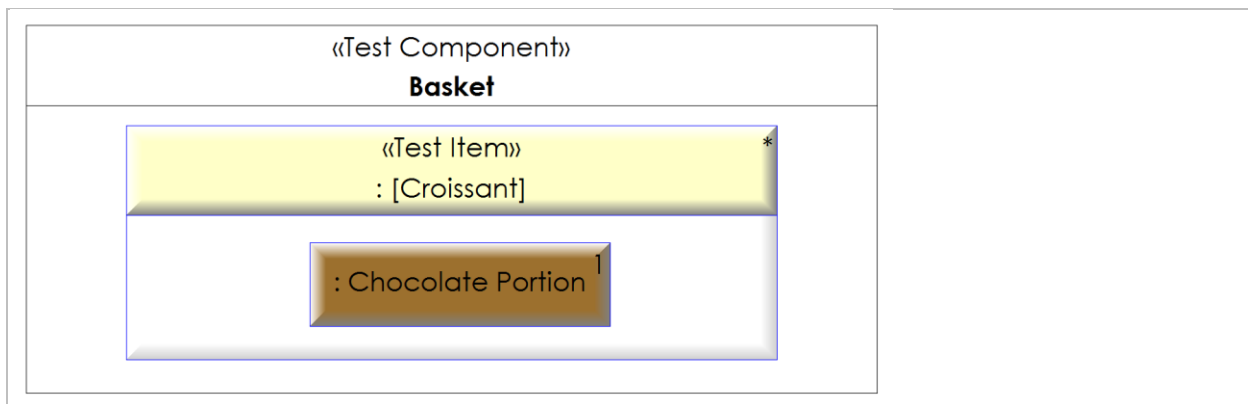 «Test Component»
Basket
«Test Item»
*
: [Croissant]
1
: Chocolate Portion